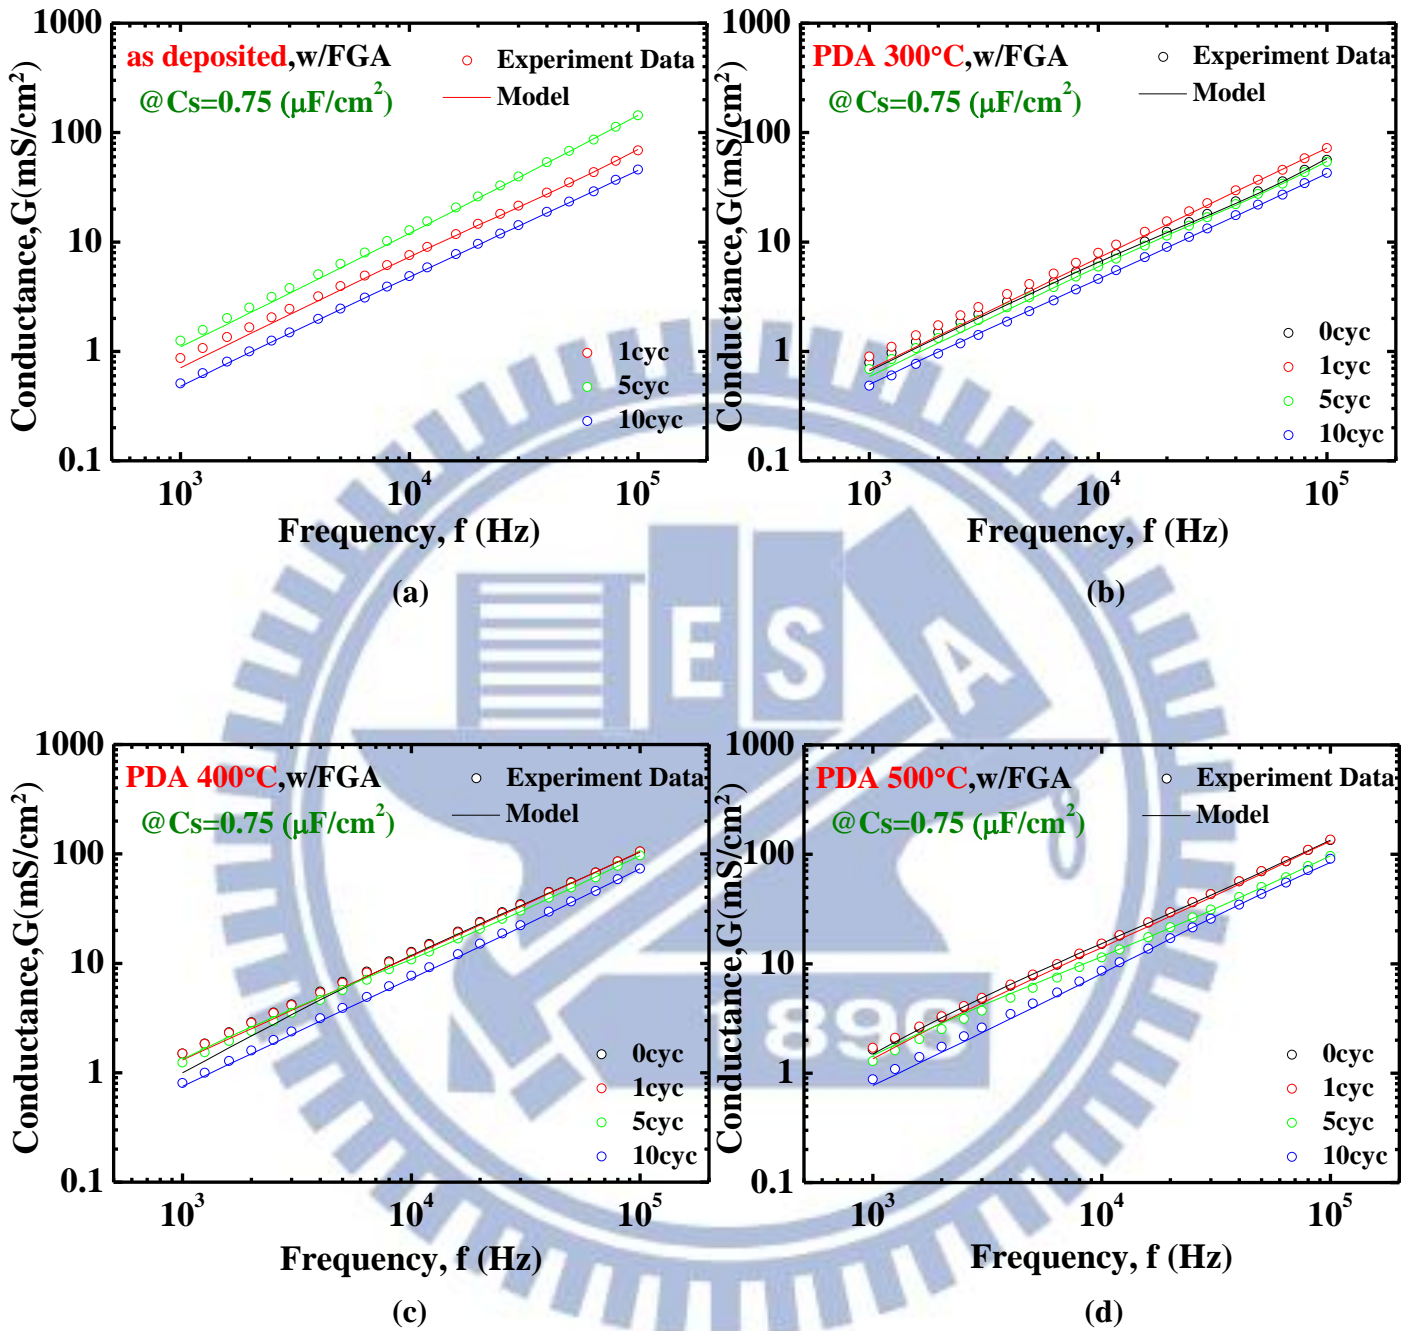 1000
100
10
1
0.1
Conductance,G(mS/cm²)
as deposited,w/FGA
@Cs=0.75 (μF/cm²)
Experiment Data
Model
1cyc
5cyc
10cyc
10³ 10⁴ 10⁵
Frequency, f (Hz)
(a)
1000
100
10
1
0.1
Conductance,G(mS/cm²)
PDA 300°C,w/FGA
@Cs=0.75 (μF/cm²)
Experiment Data
Model
0cyc
1cyc
5cyc
10cyc
10³ 10⁴ 10⁵
Frequency, f (Hz)
(b)
E S A
1000
100
10
1
0.1
Conductance,G(mS/cm²)
PDA 400°C,w/FGA
@Cs=0.75 (μF/cm²)
Experiment Data
Model
0cyc
1cyc
5cyc
10cyc
10³ 10⁴ 10⁵
Frequency, f (Hz)
(c)
1000
100
10
1
0.1
Conductance,G(mS/cm²)
PDA 500°C,w/FGA
@Cs=0.75 (μF/cm²)
Experiment Data
Model
0cyc
1cyc
5cyc
10cyc
10³ 10⁴ 10⁵
Frequency, f (Hz)
(d)
896